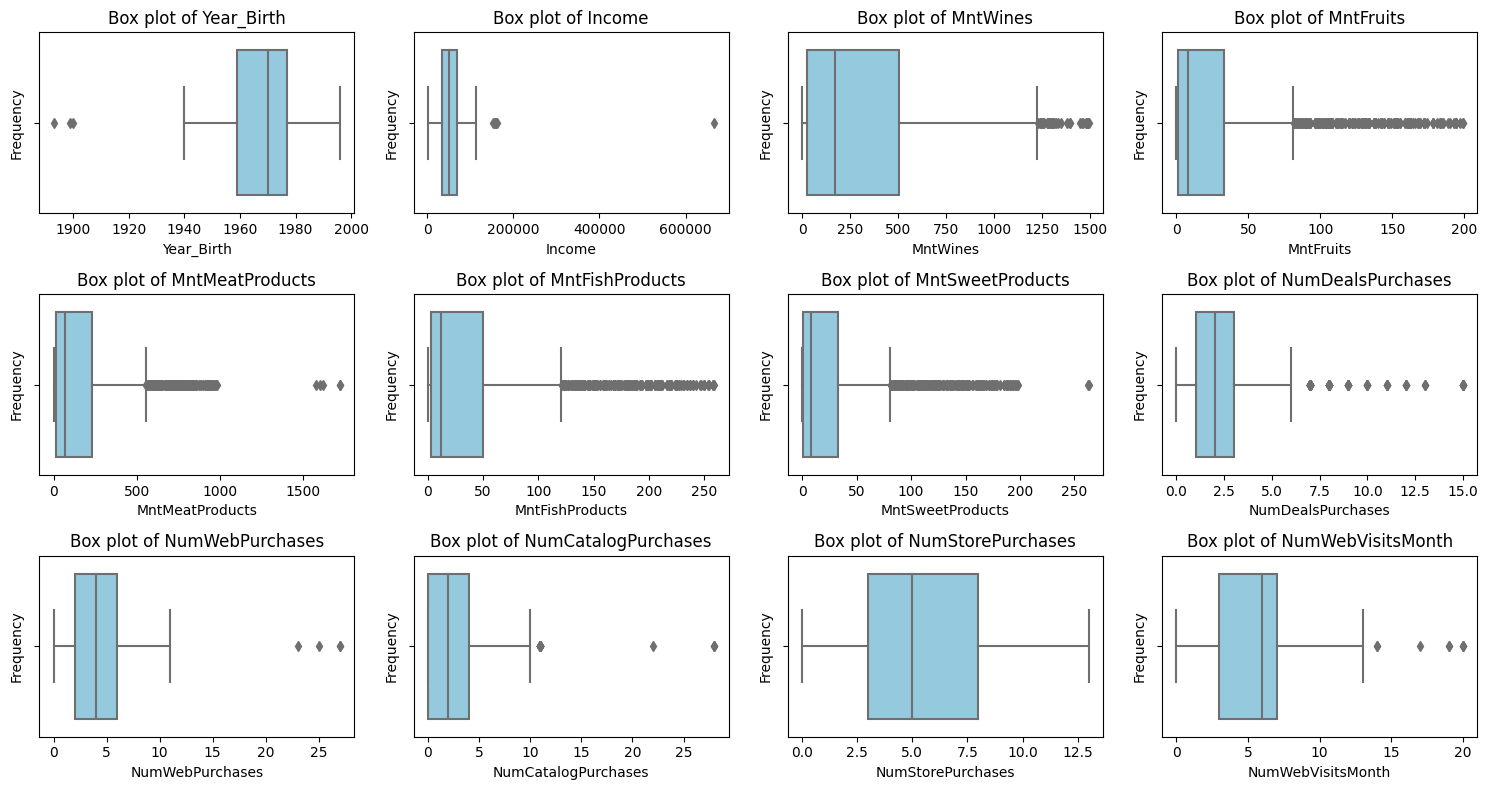 Box plot of Year_Birth
Frequency
1900 1920 1940 1960 1980 2000
Year_Birth
Box plot of Income
Frequency
0 200000 400000 600000
Income
Box plot of MntWines
Frequency
0 250 500 750 1000 1250 1500
MntWines
Box plot of MntFruits
Frequency
0 50 100 150 200
MntFruits
Box plot of MntMeatProducts
Frequency
0 500 1000 1500
MntMeatProducts
Box plot of MntFishProducts
Frequency
0 50 100 150 200 250
MntFishProducts
Box plot of MntSweetProducts
Frequency
0 50 100 150 200 250
MntSweetProducts
Box plot of NumDealsPurchases
Frequency
0.0 2.5 5.0 7.5 10.0 12.5 15.0
NumDealsPurchases
Box plot of NumWebPurchases
Frequency
0 5 10 15 20 25
NumWebPurchases
Box plot of NumCatalogPurchases
Frequency
0 5 10 15 20 25
NumCatalogPurchases
Box plot of NumStorePurchases
Frequency
0.0 2.5 5.0 7.5 10.0 12.5
NumStorePurchases
Box plot of NumWebVisitsMonth
Frequency
0 5 10 15 20
NumWebVisitsMonth